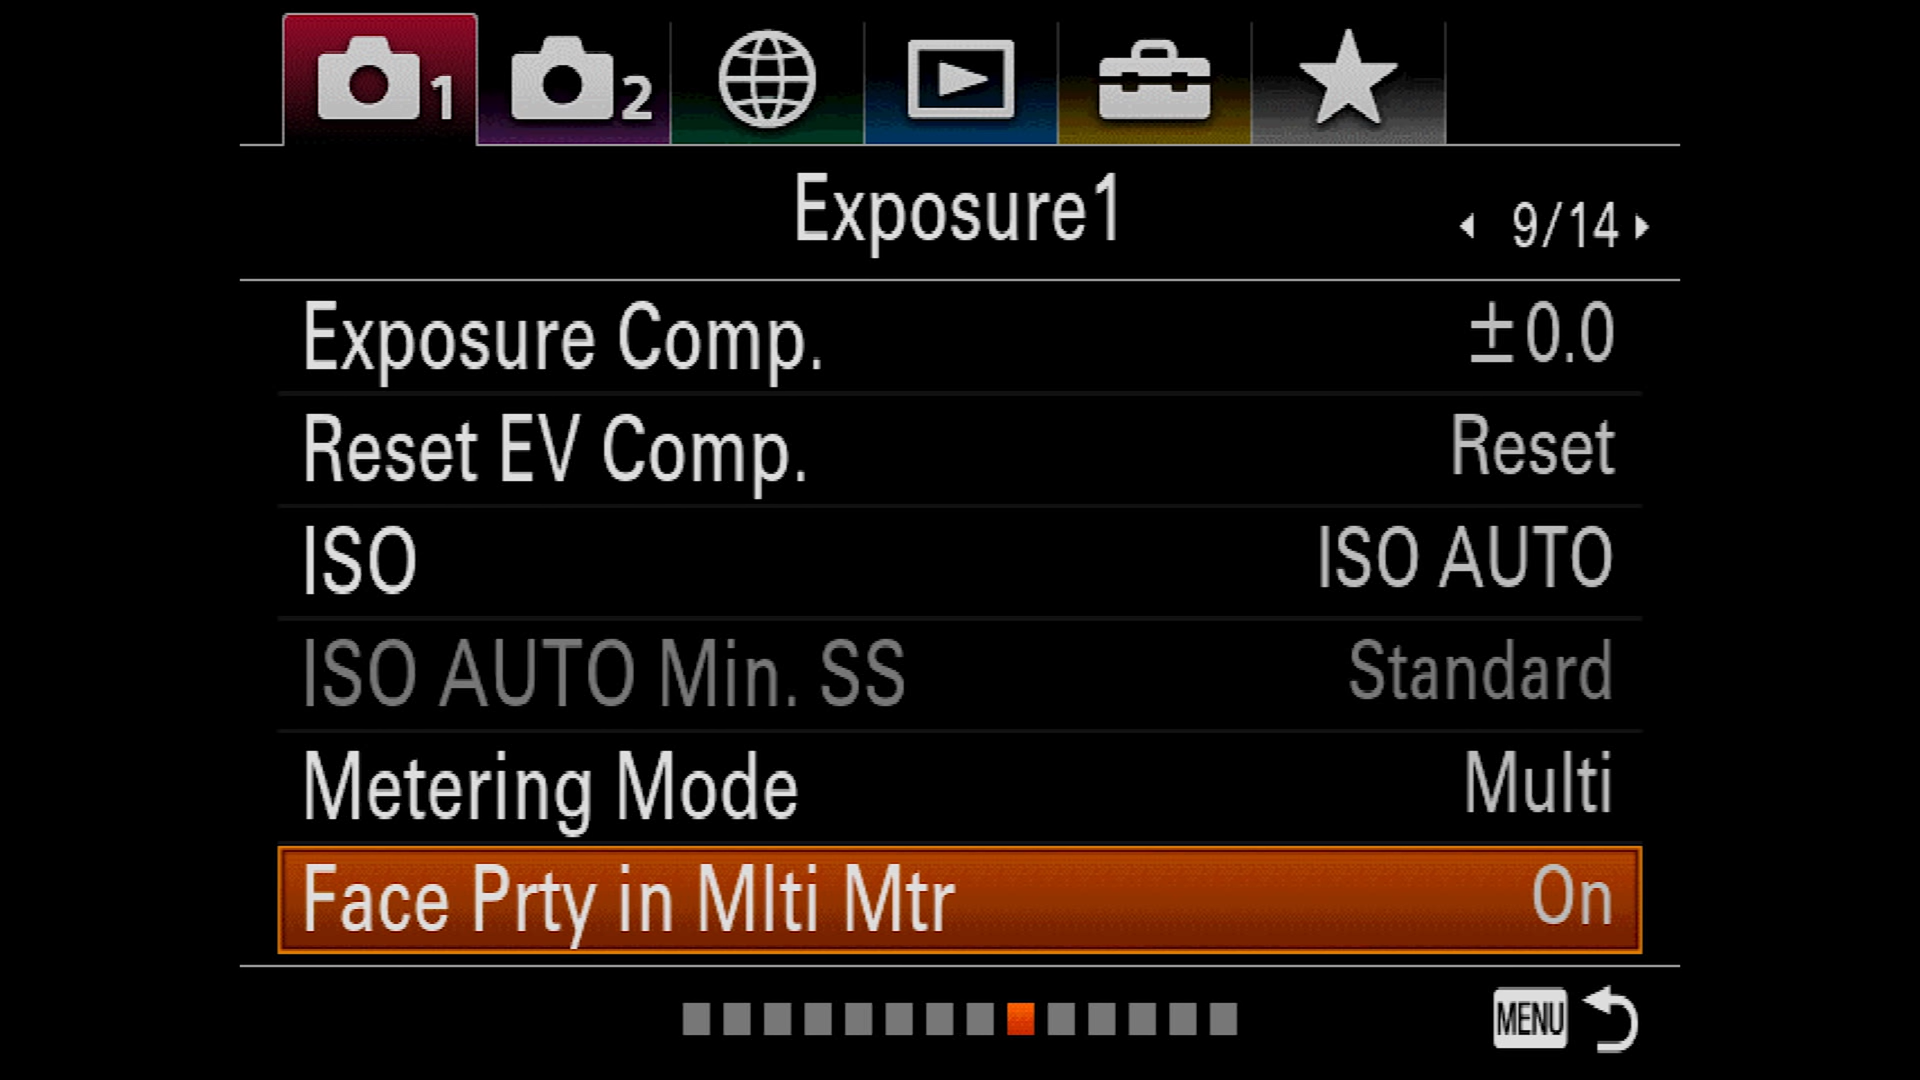 1 2
Exposure1 9/14
Exposure Comp. ±0.0
Reset EV Comp. Reset
ISO ISO AUTO
ISO AUTO Min. SS Standard
Metering Mode Multi
Face Prty in Mlti Mtr On
MENU